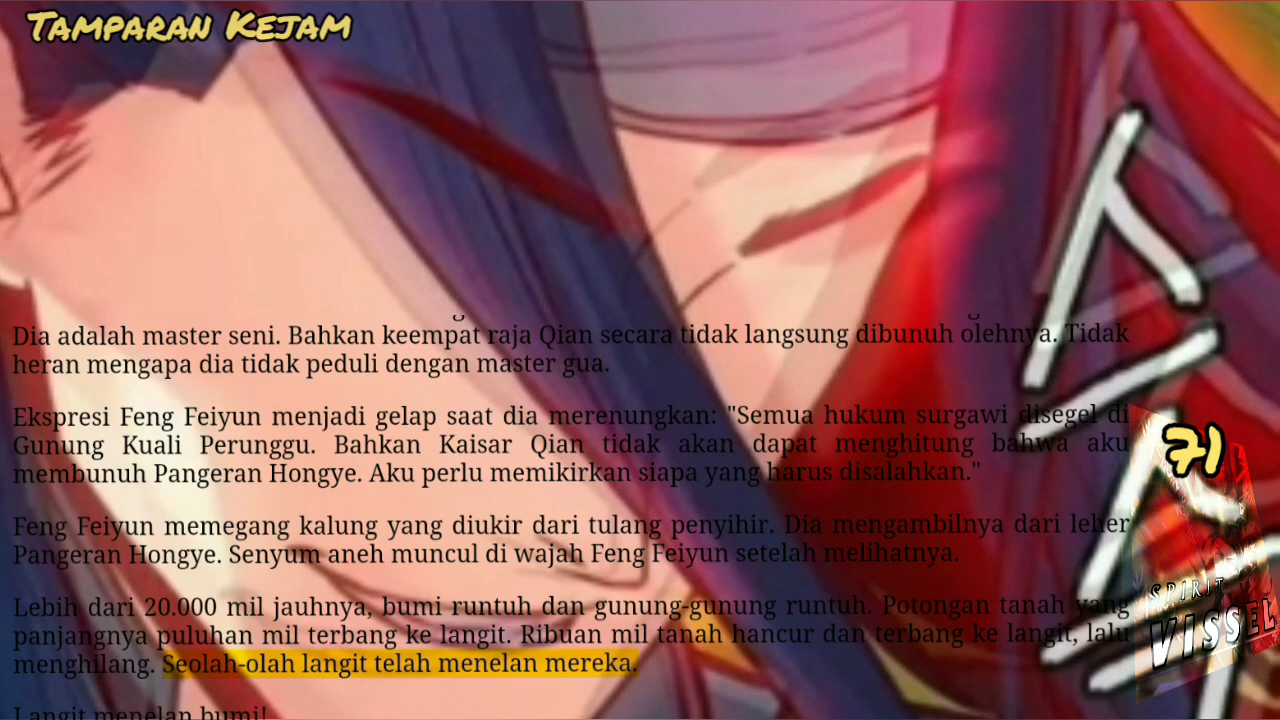 Tamparan Kejam
Dia adalah master seni. Bahkan keempat raja Qian secara tidak langsung dibunuh olehnya. Tidak
heran mengapa dia tidak peduli dengan master gua.
Ekspresi Feng Feiyun menjadi gelap saat dia merenungkan: "Semua hukum surgawi disegel di
Gunung Kuali Perunggu. Bahkan Kaisar Qian tidak akan dapat menghitung bahwa aku
membunuh Pangeran Hongye. Aku perlu memikirkan siapa yang harus disalahkan."
Feng Feiyun memegang kalung yang diukir dari tulang penyihir. Dia mengambilnya dari leher
Pangeran Hongye. Senyum aneh muncul di wajah Feng Feiyun setelah melihatnya.
Lebih dari 20.000 mil jauhnya, bumi runtuh dan gunung-gunung runtuh. Potongan tanah yang
panjangnya puluhan mil terbang ke langit. Ribuan mil tanah hancur dan terbang ke langit, lalu
menghilang. Seolah-olah langit telah menelan mereka.
Langit menelan bumi!
71
SPIRIT
VISSEL